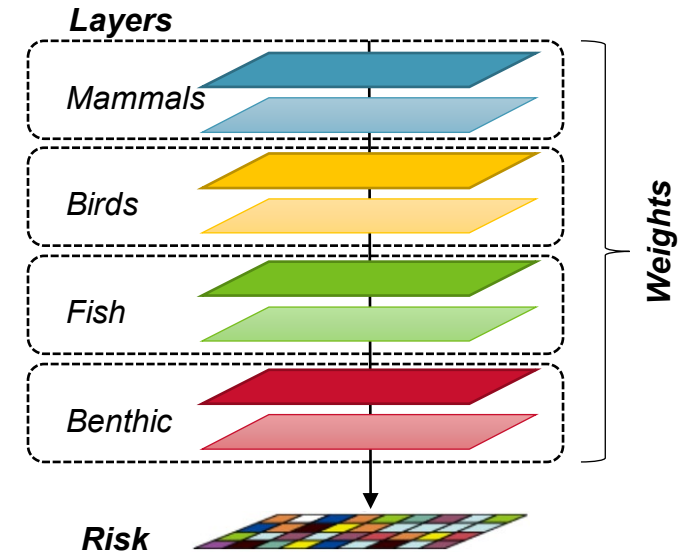 Layers
Mammals
Birds
Fish
Benthic
Weights
Risk